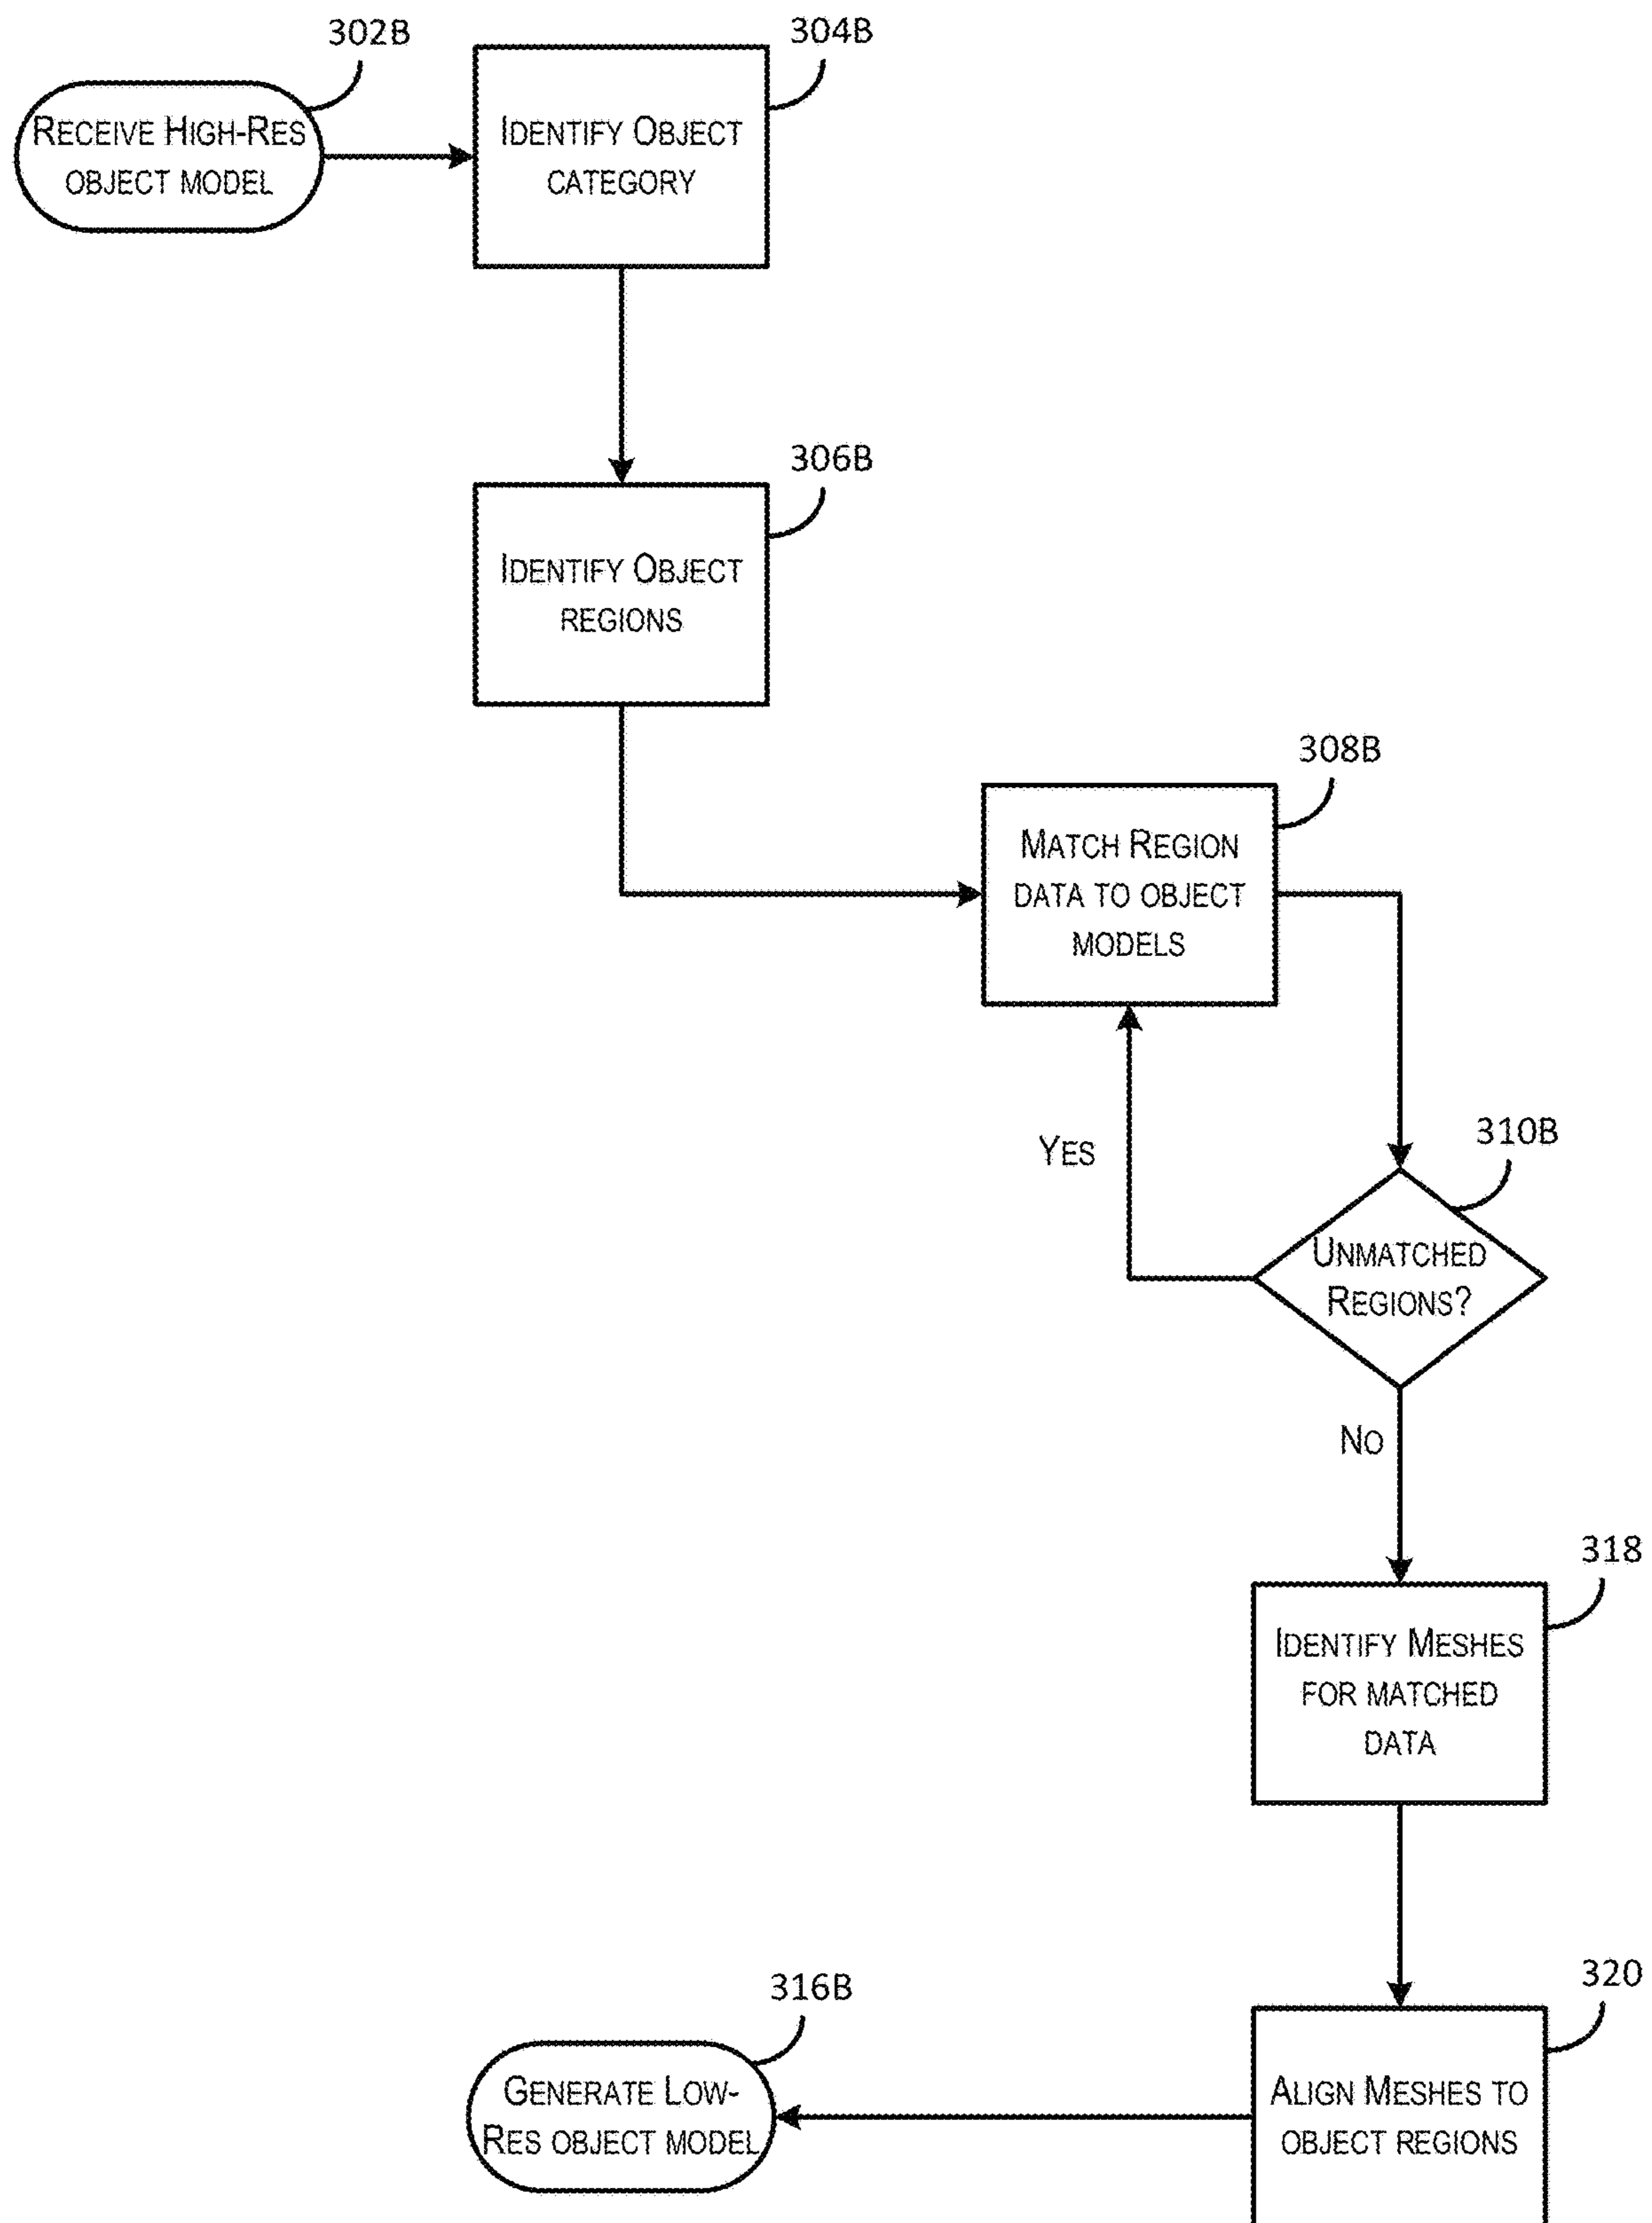 302B
RECEIVE HIGH-RES
OBJECT MODEL
304B
IDENTIFY OBJECT
CATEGORY
306B
IDENTIFY OBJECT
REGIONS
308B
MATCH REGION
DATA TO OBJECT
MODELS
YES
310B
UNMATCHED
REGIONS?
NO
318
IDENTIFY MESHES
FOR MATCHED
DATA
320
ALIGN MESHES TO
OBJECT REGIONS
316B
GENERATE LOW-
RES OBJECT MODEL